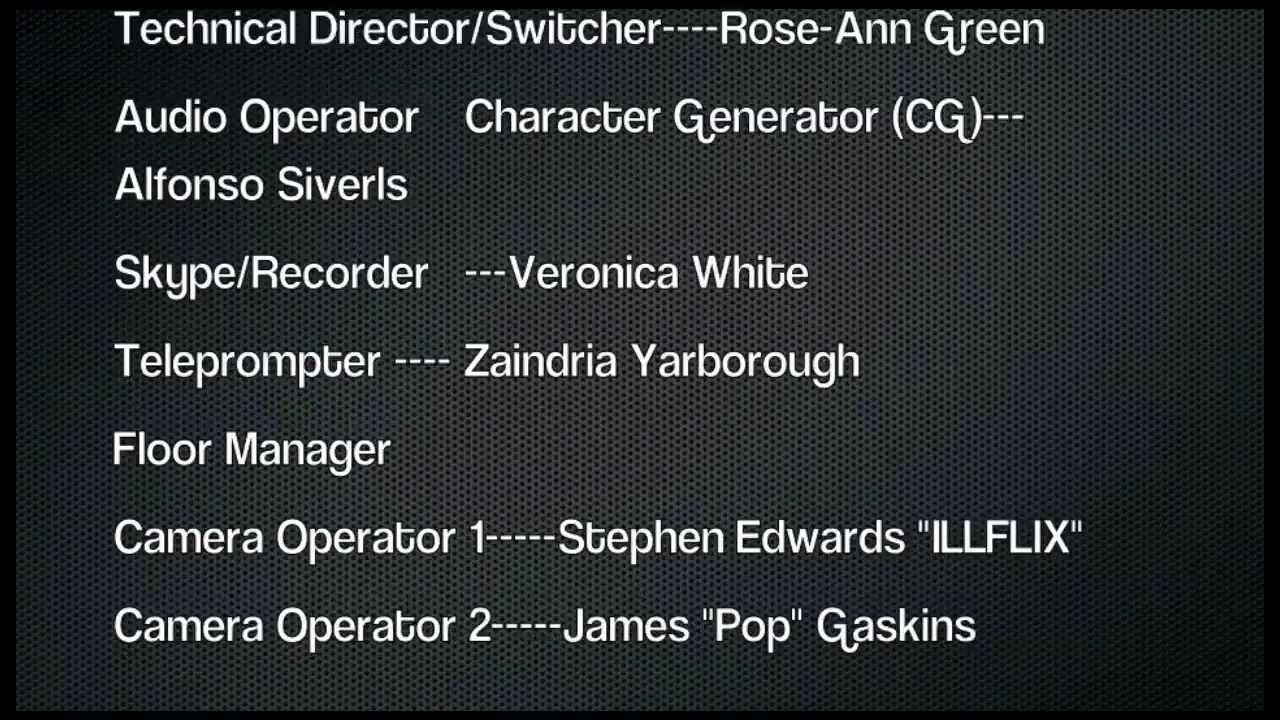 Technical Director/Switcher----Rose-Ann Green
Audio Operator Character Generator (CG)---
Alfonso Siverls
Skype/Recorder ---Veronica White
Teleprompter ---- Zaindria Yarborough
Floor Manager
Camera Operator 1-----Stephen Edwards "ILLFLIX"
Camera Operator 2-----James "Pop" Gaskins